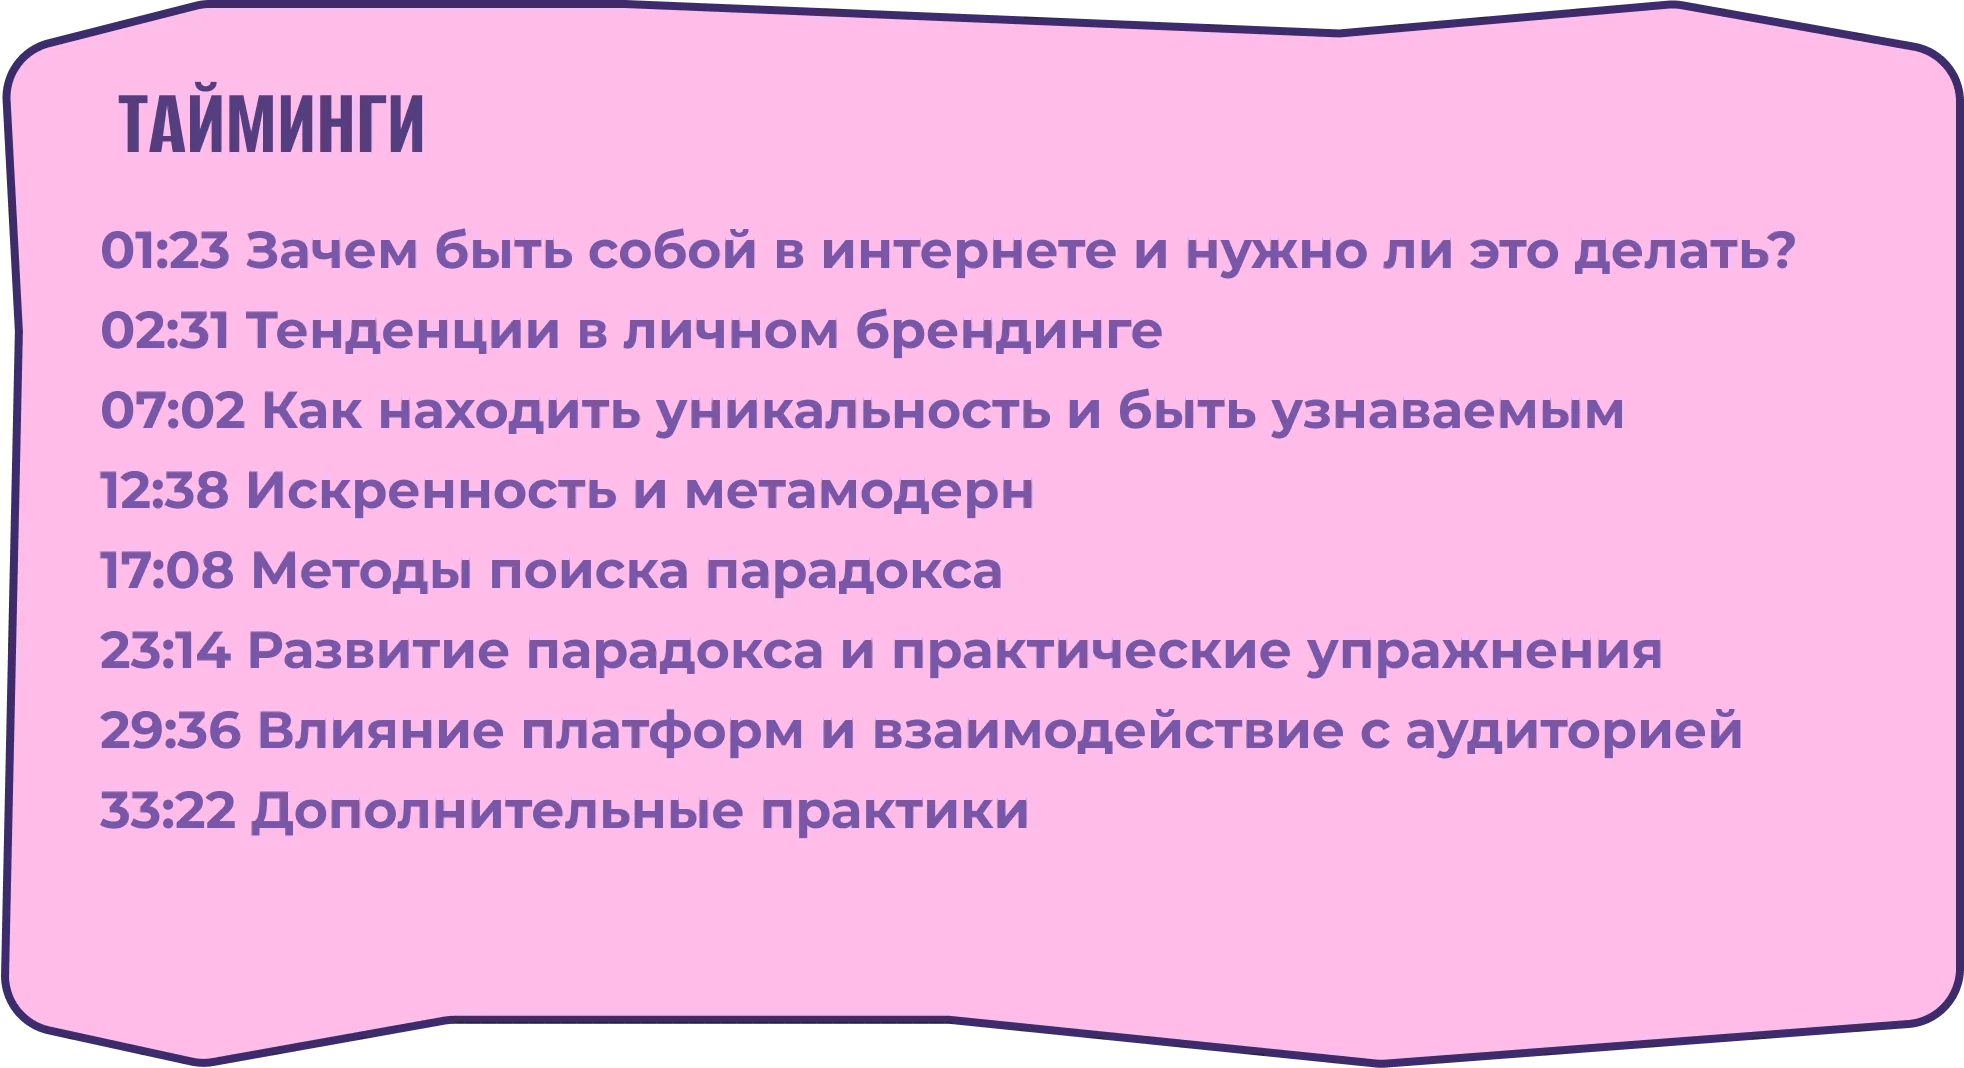 ТАЙМИНГИ
01:23 Зачем быть собой в интернете и нужно ли это делать?
02:31 Тенденции в личном брендинге
07:02 Как находить уникальность и быть узнаваемым
12:38 Искренность и метамодерн
17:08 Методы поиска парадокса
23:14 Развитие парадокса и практические упражнения
29:36 Влияние платформ и взаимодействие с аудиторией
33:22 Дополнительные практики